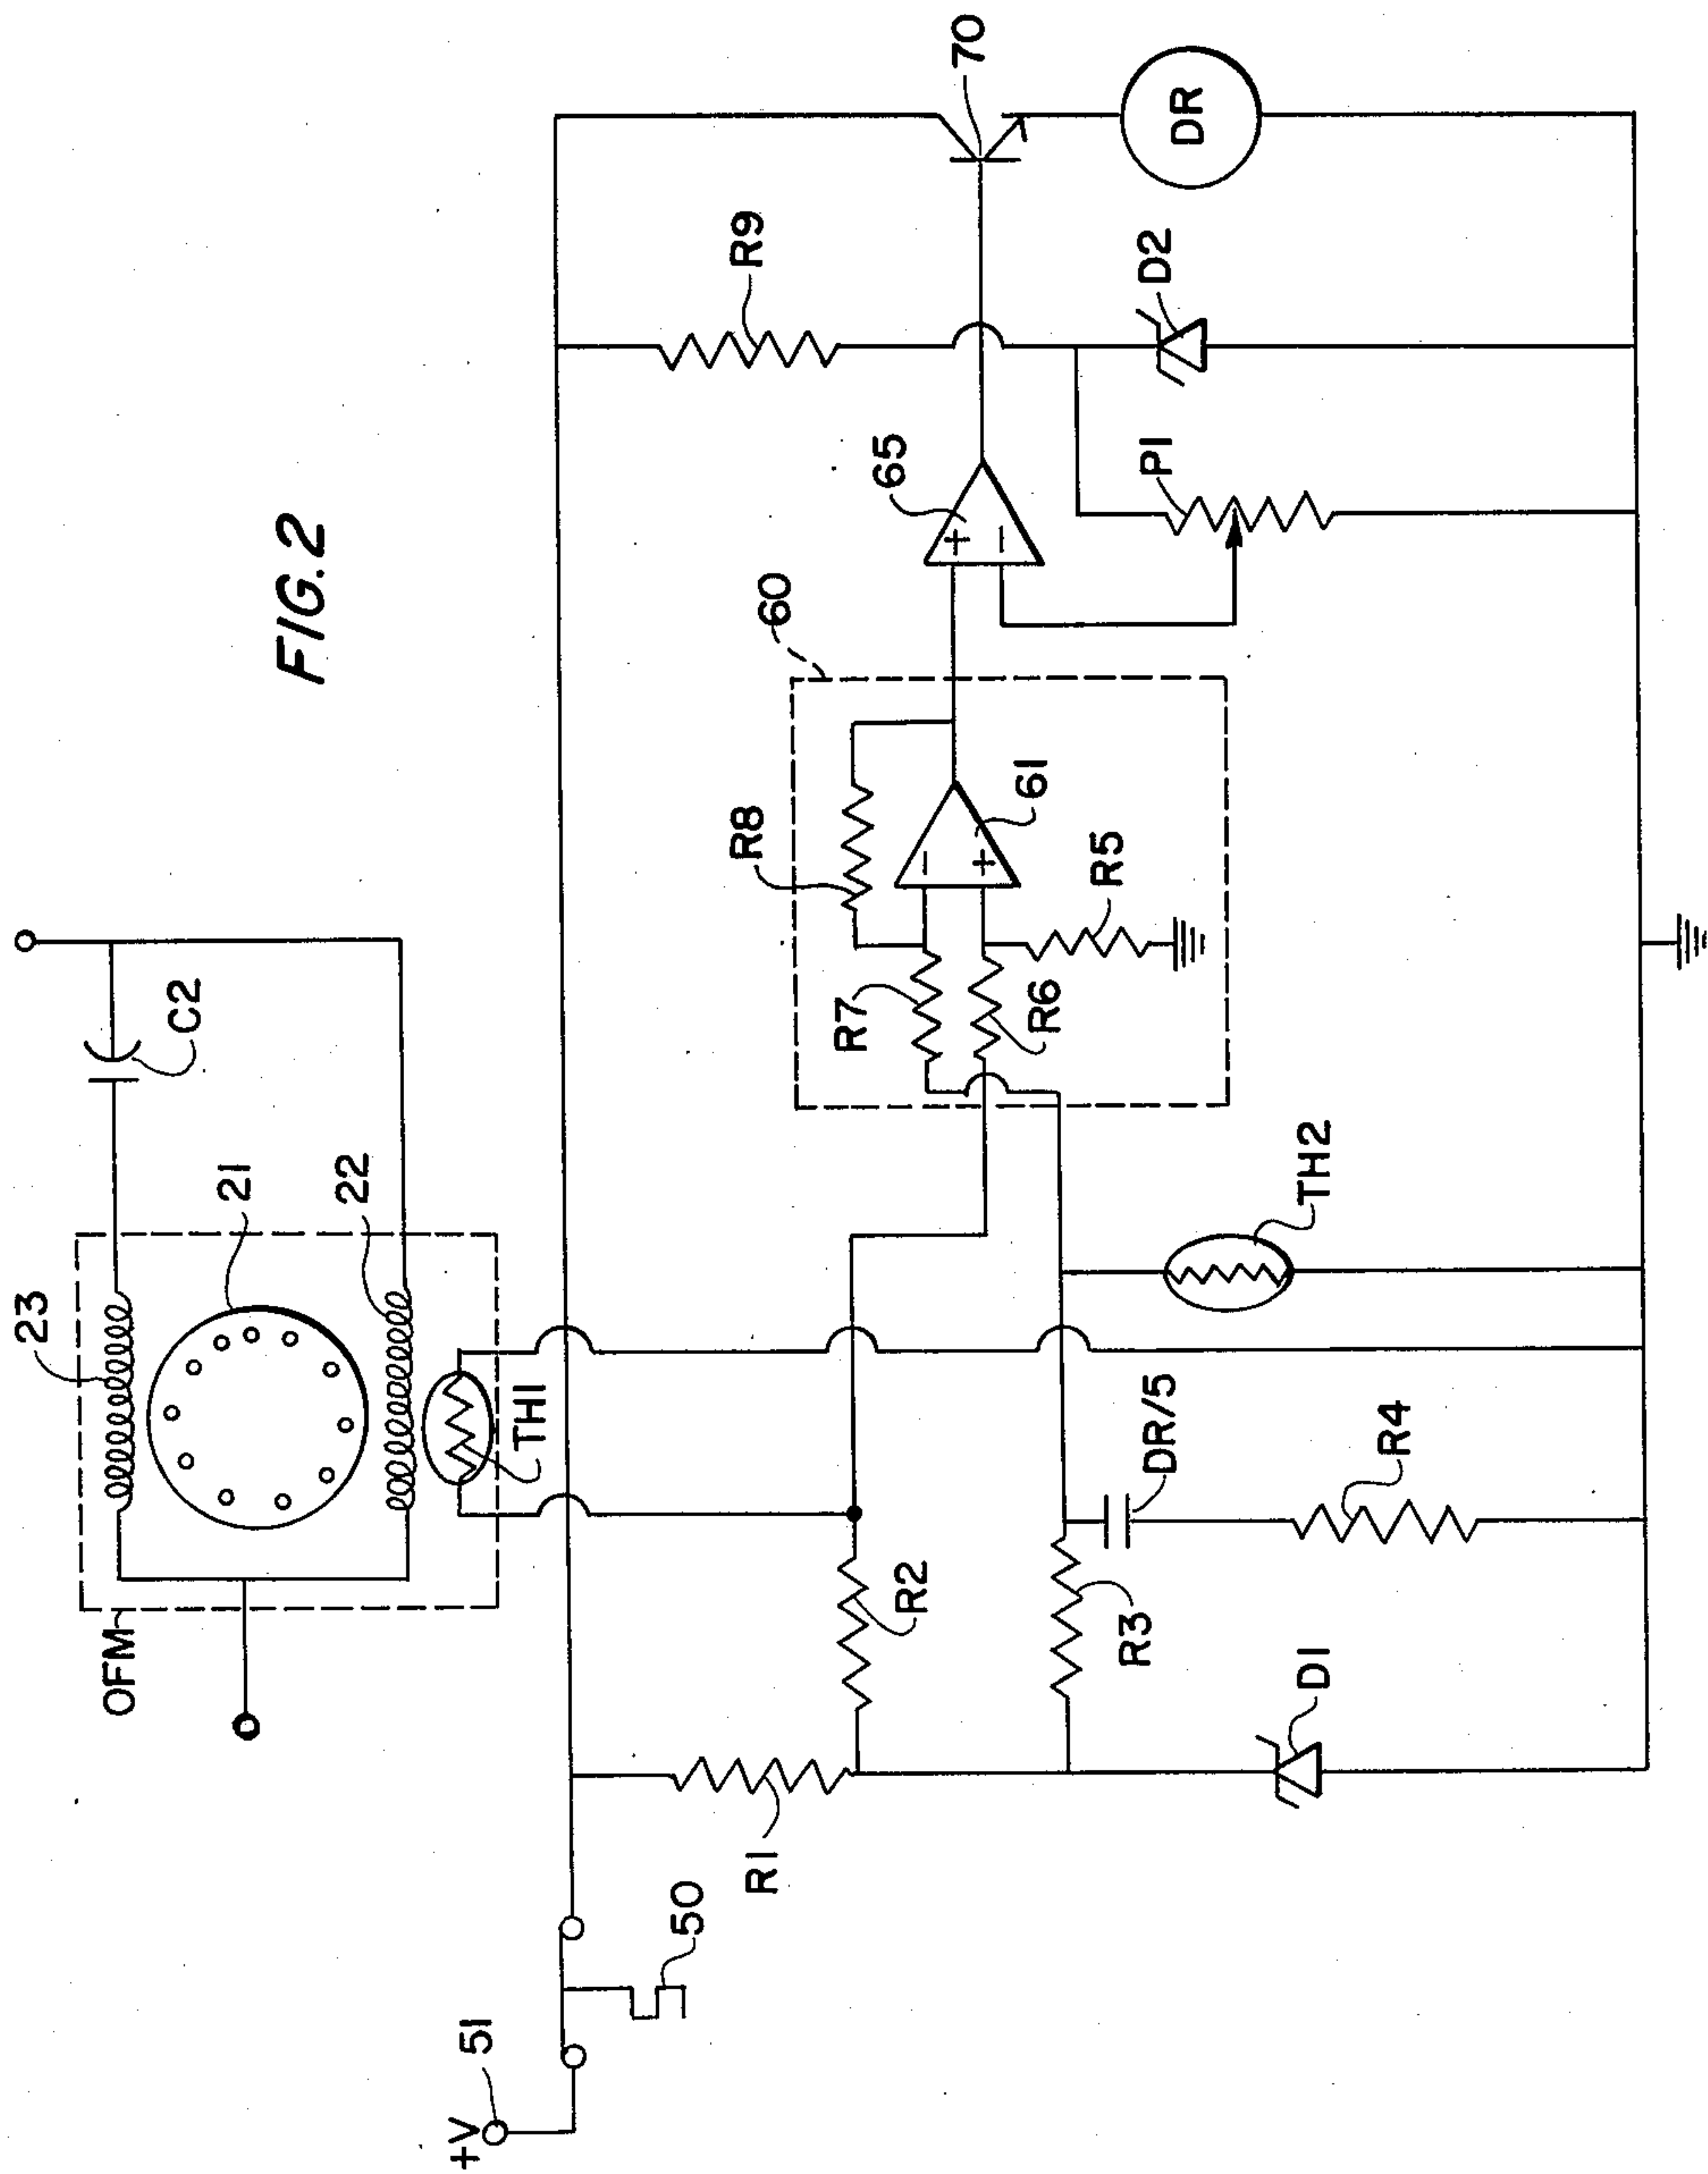 FIG. 2
OFM
23
21
22
C2
TH1
+V
51
50
R1
R2
R3
D1
DR/5
R4
TH2
60
R7
R6
R8
61
R5
65
P1
R9
D2
70
DR
+
−
−
+